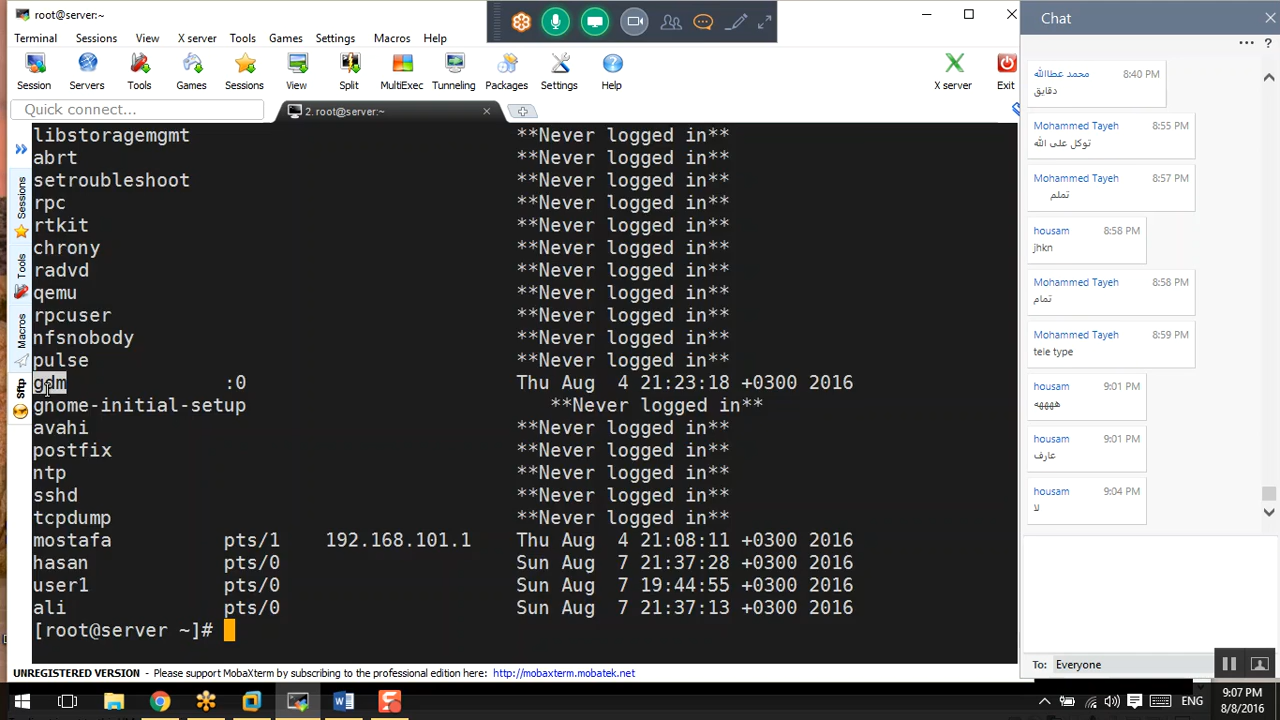 root@server:~
Terminal Sessions View X server Tools Games Settings Macros Help
Session Servers Tools Games Sessions View Split MultiExec Tunneling Packages Settings Help X server Exit
Quick connect...
2. root@server:~
Sessions
Tools
Macros
Sftp
libstoragemgmt **Never logged in**
abrt **Never logged in**
setroubleshoot **Never logged in**
rpc **Never logged in**
rtkit **Never logged in**
chrony **Never logged in**
radvd **Never logged in**
qemu **Never logged in**
rpcuser **Never logged in**
nfsnobody **Never logged in**
pulse **Never logged in**
gdm :0 Thu Aug 4 21:23:18 +0300 2016
gnome-initial-setup **Never logged in**
avahi **Never logged in**
postfix **Never logged in**
ntp **Never logged in**
sshd **Never logged in**
tcpdump **Never logged in**
mostafa pts/1 192.168.101.1 Thu Aug 4 21:08:11 +0300 2016
hasan pts/0 Sun Aug 7 21:37:28 +0300 2016
user1 pts/0 Sun Aug 7 19:44:55 +0300 2016
ali pts/0 Sun Aug 7 21:37:13 +0300 2016
[root@server ~]#
UNREGISTERED VERSION - Please support MobaXterm by subscribing to the professional edition here: http://mobaxterm.mobatek.net
Chat
... ?
محمد عطاالله 8:40 PM
دقايق
Mohammed Tayeh 8:55 PM
توكل على الله
Mohammed Tayeh 8:57 PM
تملم
housam 8:58 PM
jhkn
Mohammed Tayeh 8:58 PM
تمام
Mohammed Tayeh 8:59 PM
tele type
housam 9:01 PM
هههههه
housam 9:01 PM
عارف
housam 9:04 PM
لا
To: Everyone
ENG 9:07 PM
8/8/2016